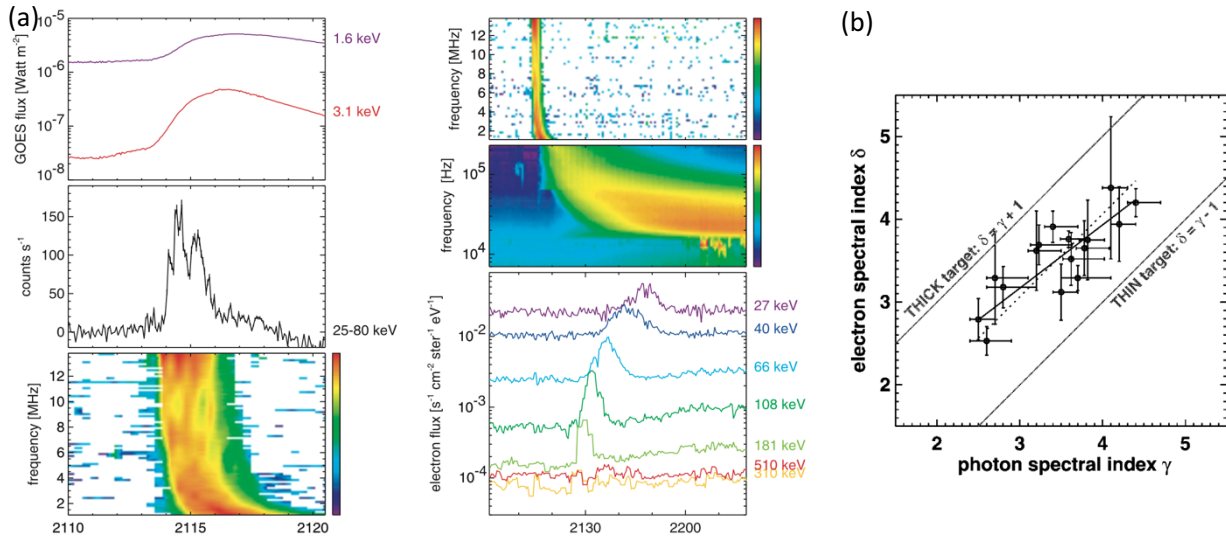 (a)
GOES flux [Watt m⁻²]
10⁻⁵
10⁻⁶
10⁻⁷
10⁻⁸
1.6 keV
3.1 keV
counts s⁻¹
150
100
50
0
25-80 keV
frequency [MHz]
12
10
8
6
4
2
2110
2115
2120
frequency [MHz]
12
10
8
6
4
2
frequency [Hz]
10⁵
10⁴
electron flux [s⁻¹ cm⁻² ster⁻¹ eV⁻¹]
10⁻²
10⁻³
10⁻⁴
27 keV
40 keV
66 keV
108 keV
181 keV
510 keV
310 keV
2130
2200
(b)
electron spectral index δ
5
4
3
2
THICK target: δ = γ + 1
THIN target: δ = γ - 1
2
3
4
5
photon spectral index γ